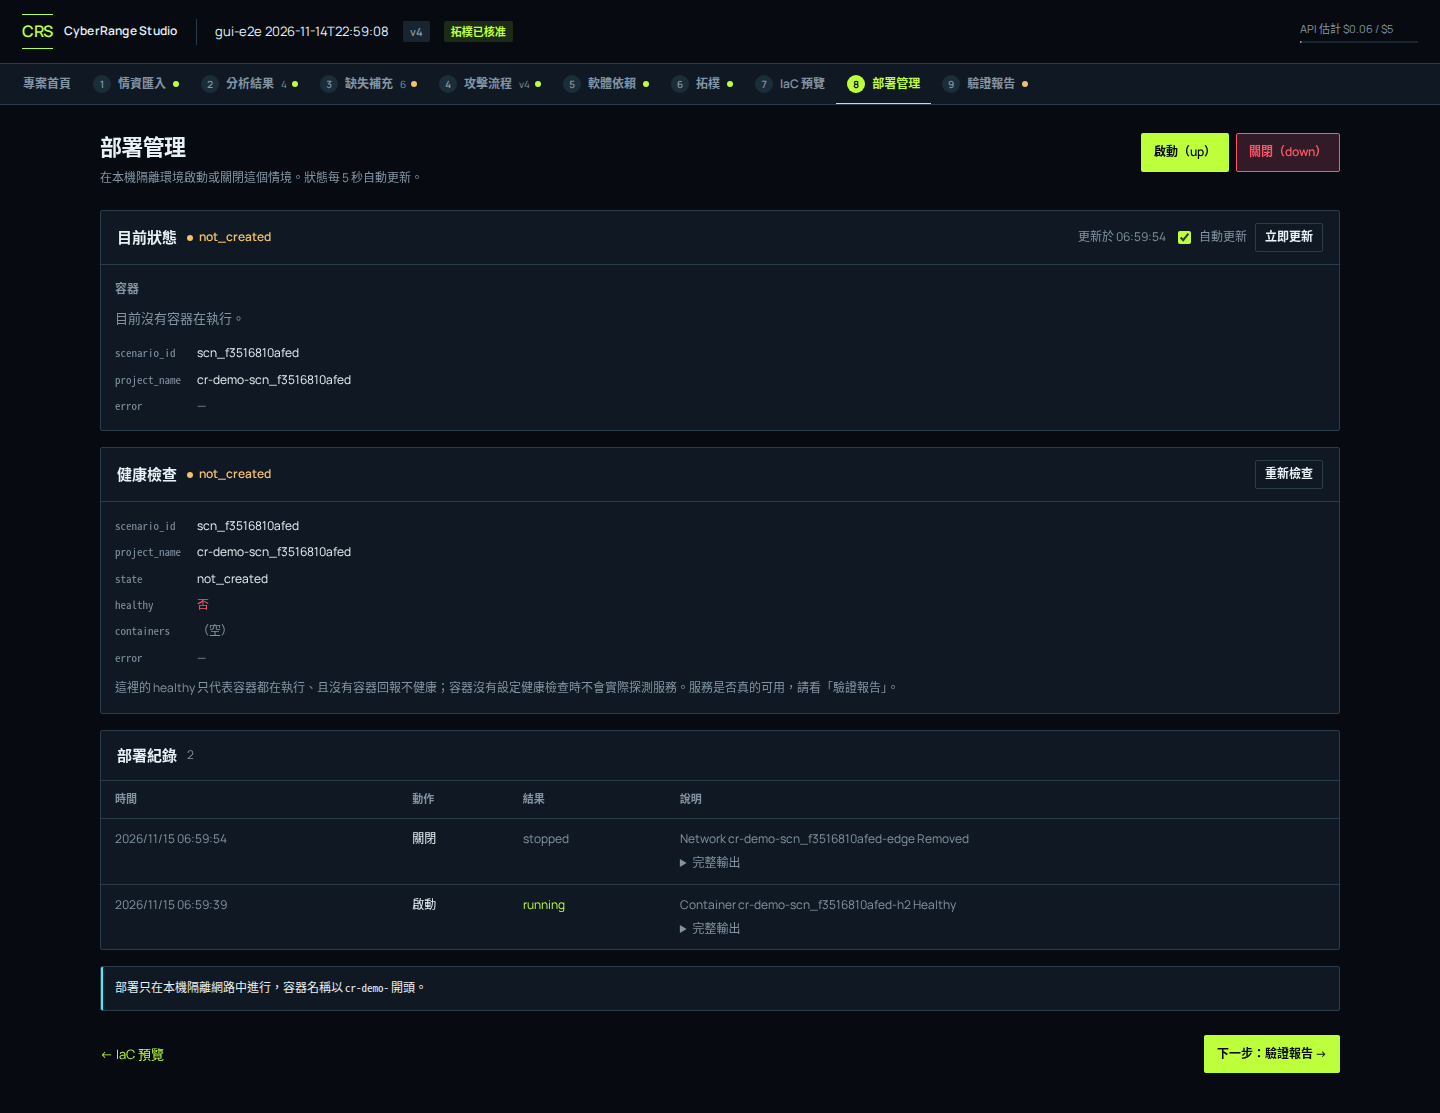 CRS CyberRange Studio gui-e2e 2026-11-14T22:59:08 v4 拓樸已核准 API 估計 $0.06 / $5
專案首頁 1 情資匯入 2 分析結果 4 3 缺失補充 6 4 攻擊流程 v4 5 軟體依賴 6 拓樸 7 IaC 預覽 8 部署管理 9 驗證報告
部署管理
啟動（up） 關閉（down）
在本機隔離環境啟動或關閉這個情境。狀態每 5 秒自動更新。
目前狀態 not_created 更新於 06:59:54 自動更新 立即更新
容器
目前沒有容器在執行。
scenario_id scn_f3516810afed
project_name cr-demo-scn_f3516810afed
error —
健康檢查 not_created 重新檢查
scenario_id scn_f3516810afed
project_name cr-demo-scn_f3516810afed
state not_created
healthy 否
containers （空）
error —
這裡的 healthy 只代表容器都在執行、且沒有容器回報不健康；容器沒有設定健康檢查時不會實際探測服務。服務是否真的可用，請看「驗證報告」。
部署紀錄 2
時間 動作 結果 說明
2026/11/15 06:59:54 關閉 stopped Network cr-demo-scn_f3516810afed-edge Removed
▶ 完整輸出
2026/11/15 06:59:39 啟動 running Container cr-demo-scn_f3516810afed-h2 Healthy
▶ 完整輸出
部署只在本機隔離網路中進行，容器名稱以 cr-demo- 開頭。
← IaC 預覽 下一步：驗證報告 →